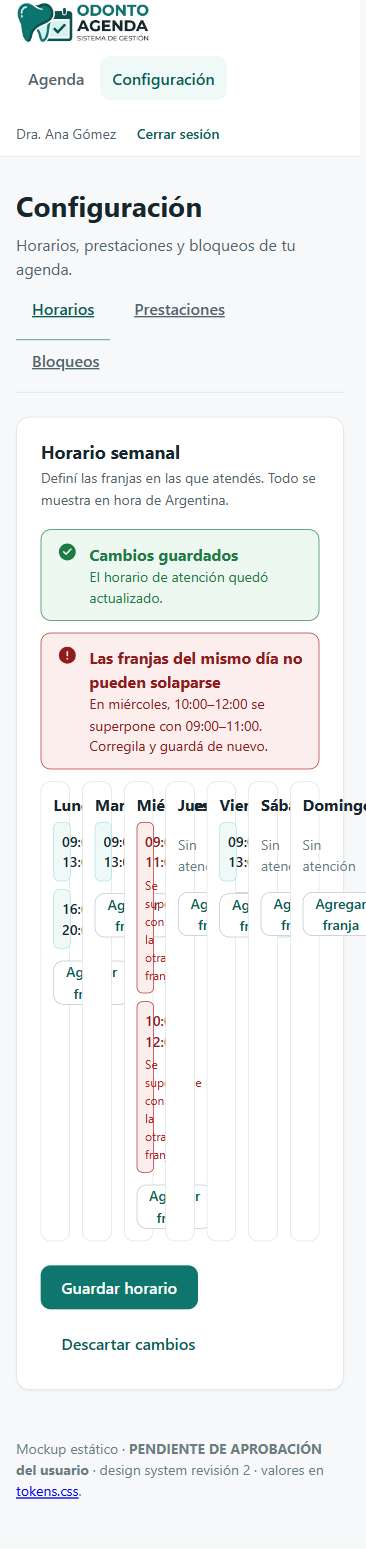 ODONTO
AGENDA
SISTEMA DE GESTIÓN
Agenda
Configuración
Dra. Ana Gómez
Cerrar sesión
Configuración
Horarios, prestaciones y bloqueos de tu
agenda.
Horarios
Prestaciones
Bloqueos
Horario semanal
Definí las franjas en las que atendés. Todo se
muestra en hora de Argentina.
Cambios guardados
El horario de atención quedó
actualizado.
Las franjas del mismo día no
pueden solaparse
En miércoles, 10:00–12:00 se
superpone con 09:00–11:00.
Corregila y guardá de nuevo.
Domingo
Sin
atención
Agregar
franja
Guardar horario
Descartar cambios
Mockup estático · PENDIENTE DE APROBACIÓN
del usuario · design system revisión 2 · valores en
tokens.css.